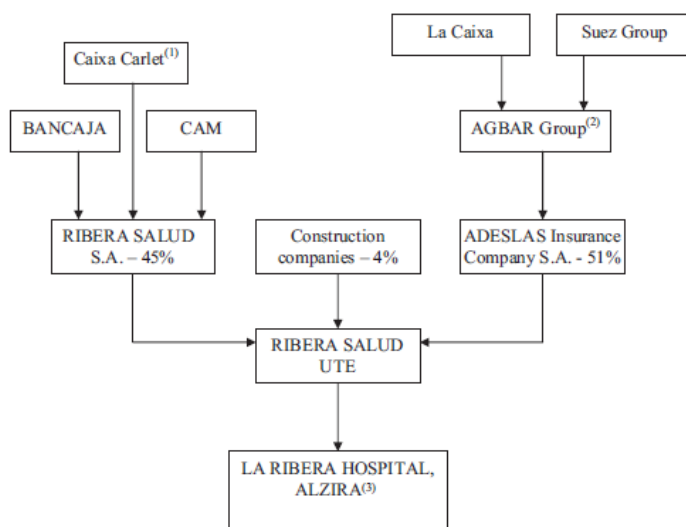 La Caixa
Suez Group
Caixa Carlet(1)
BANCAJA
CAM
AGBAR Group(2)
RIBERA SALUD
S.A. – 45%
Construction
companies – 4%
ADESLAS Insurance
Company S.A. - 51%
RIBERA SALUD
UTE
LA RIBERA HOSPITAL,
ALZIRA(3)